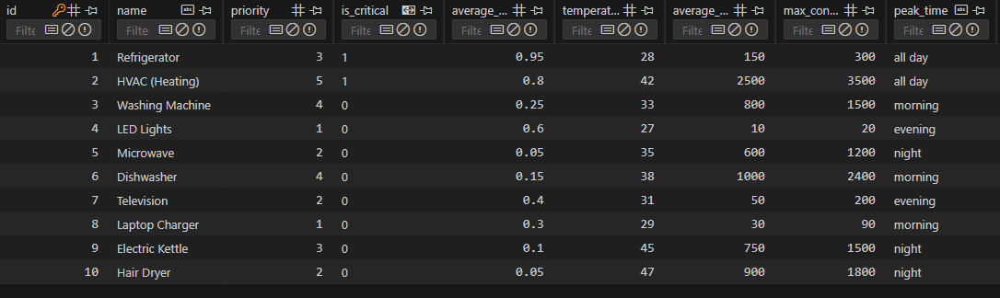 id name priority is_critical average_... temperat... average_... max_con... peak_time
Filte Filte Filte Filte Filte Filte Filte Filte Filte
1 Refrigerator 3 1 0.95 28 150 300 all day
2 HVAC (Heating) 5 1 0.8 42 2500 3500 all day
3 Washing Machine 4 0 0.25 33 800 1500 morning
4 LED Lights 1 0 0.6 27 10 20 evening
5 Microwave 2 0 0.05 35 600 1200 night
6 Dishwasher 4 0 0.15 38 1000 2400 morning
7 Television 2 0 0.4 31 50 200 evening
8 Laptop Charger 1 0 0.3 29 30 90 morning
9 Electric Kettle 3 0 0.1 45 750 1500 night
10 Hair Dryer 2 0 0.05 47 900 1800 night